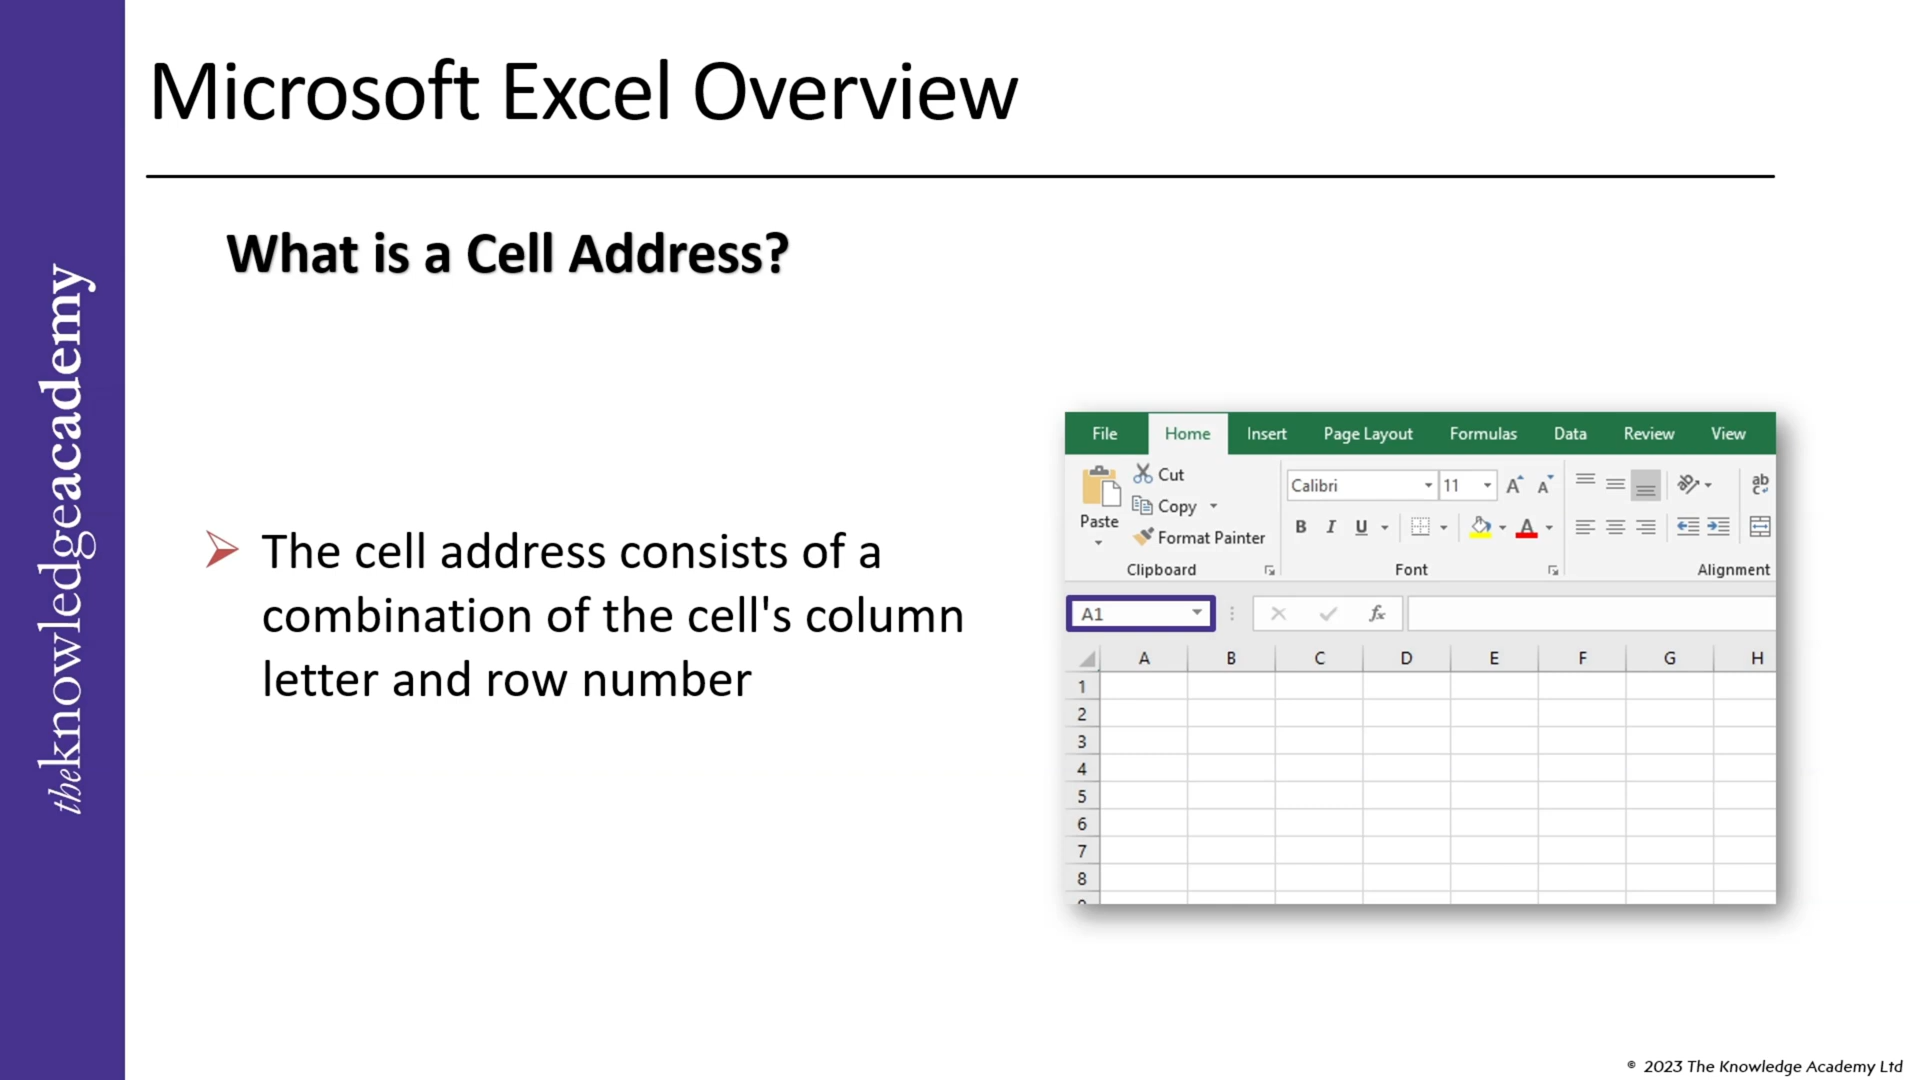 Microsoft Excel Overview
What is a Cell Address?
theknowledgeacademy
➢ The cell address consists of a
combination of the cell's column
letter and row number
File Home Insert Page Layout Formulas Data Review View
Cut
Calibri 11 A A ab
Copy
Paste
B I U A
Format Painter
Clipboard Font Alignment
A1 fx
A B C D E F G H
1
2
3
4
5
6
7
8
© 2023 The Knowledge Academy Ltd